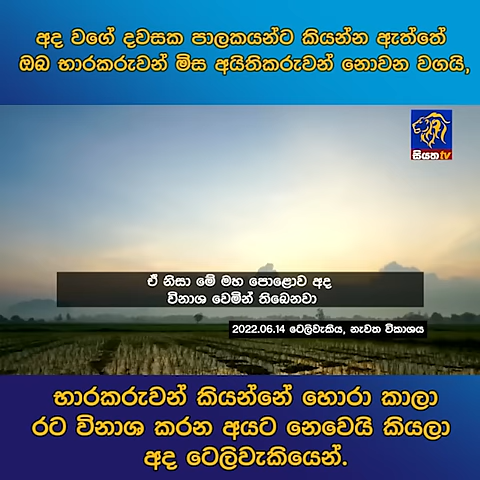 අද වගේ දවසක පාලකයන්ට කියන්න ඇත්තේ
ඔබ භාරකරුවන් මිස අයිතිකරුවන් නොවන වගයි,
සියත tv
ඒ නිසා මේ මහ පොළොව අද
විනාශ වෙමින් තිබෙනවා
2022.06.14 ටෙලිවැකිය, නැවත විකාශය
භාරකරුවන් කියන්නේ හොරා කාලා
රට විනාශ කරන අයට නෙවෙයි කියලා
අද ටෙලිවැකියෙන්.